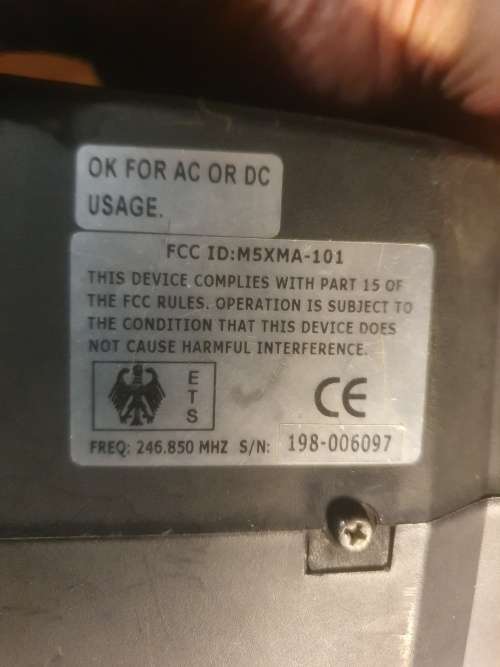 OK FOR AC OR DC
USAGE.
FCC ID:M5XMA-101
THIS DEVICE COMPLIES WITH PART 15 OF
THE FCC RULES. OPERATION IS SUBJECT TO
THE CONDITION THAT THIS DEVICE DOES
NOT CAUSE HARMFUL INTERFERENCE.
ETS
CE
FREQ: 246.850 MHZ S/N: 198-006097